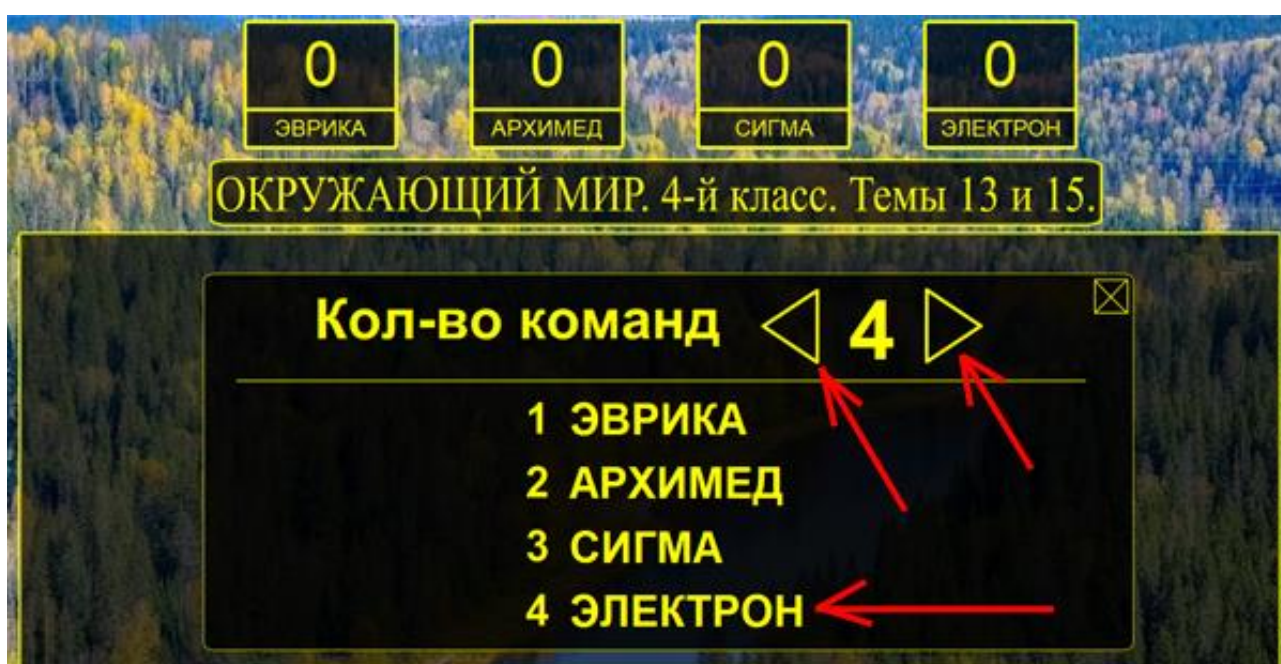 0 0 0 0
ЭВРИКА АРХИМЕД СИГМА ЭЛЕКТРОН
ОКРУЖАЮЩИЙ МИР. 4-й класс. Темы 13 и 15.
Кол-во команд 4
1 ЭВРИКА
2 АРХИМЕД
3 СИГМА
4 ЭЛЕКТРОН